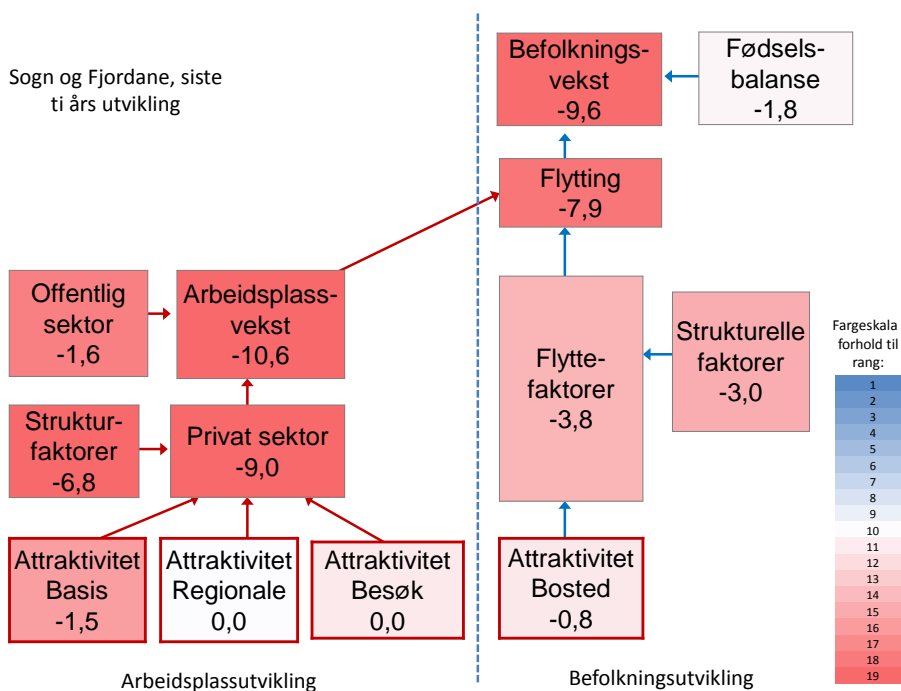 Sogn og Fjordane, siste
ti års utvikling
Befolknings-
vekst
-9,6
Fødsels-
balanse
-1,8
Flytting
-7,9
Offentlig
sektor
-1,6
Arbeidsplass-
vekst
-10,6
Flytte-
faktorer
-3,8
Strukturelle
faktorer
-3,0
Struktur-
faktorer
-6,8
Privat sektor
-9,0
Attraktivitet
Basis
-1,5
Attraktivitet
Regionale
0,0
Attraktivitet
Besøk
0,0
Attraktivitet
Bosted
-0,8
Arbeidsplassutvikling
Befolkningsutvikling
Fargeskala
forhold til
rang:
1
2
3
4
5
6
7
8
9
10
11
12
13
14
15
16
17
18
19